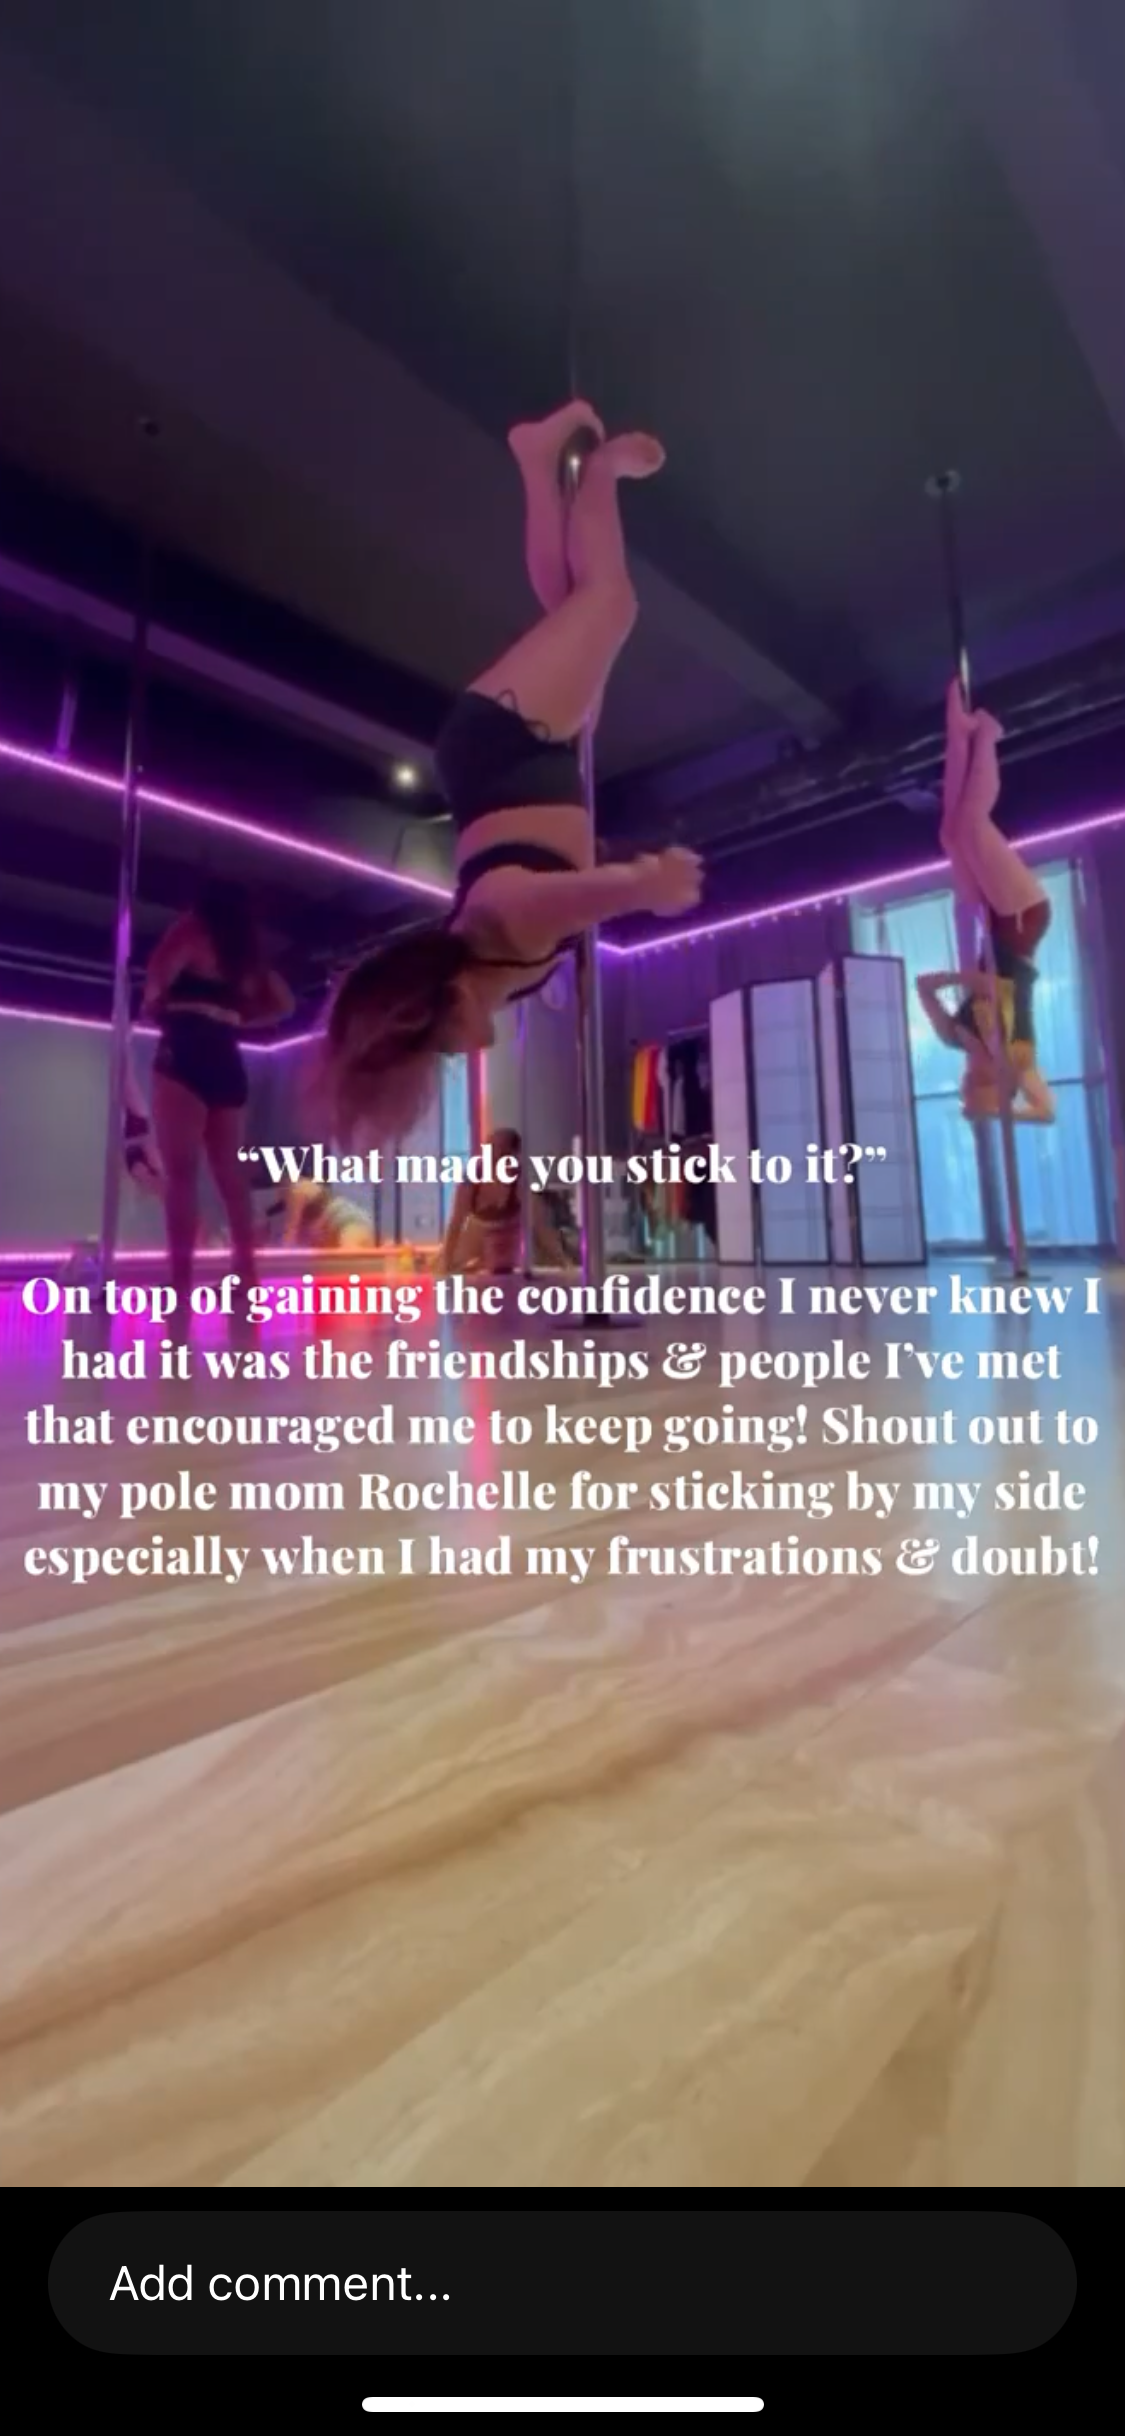 “What made you stick to it?”
On top of gaining the confidence I never knew I
had it was the friendships & people I’ve met
that encouraged me to keep going! Shout out to
my pole mom Rochelle for sticking by my side
especially when I had my frustrations & doubt!
Add comment...